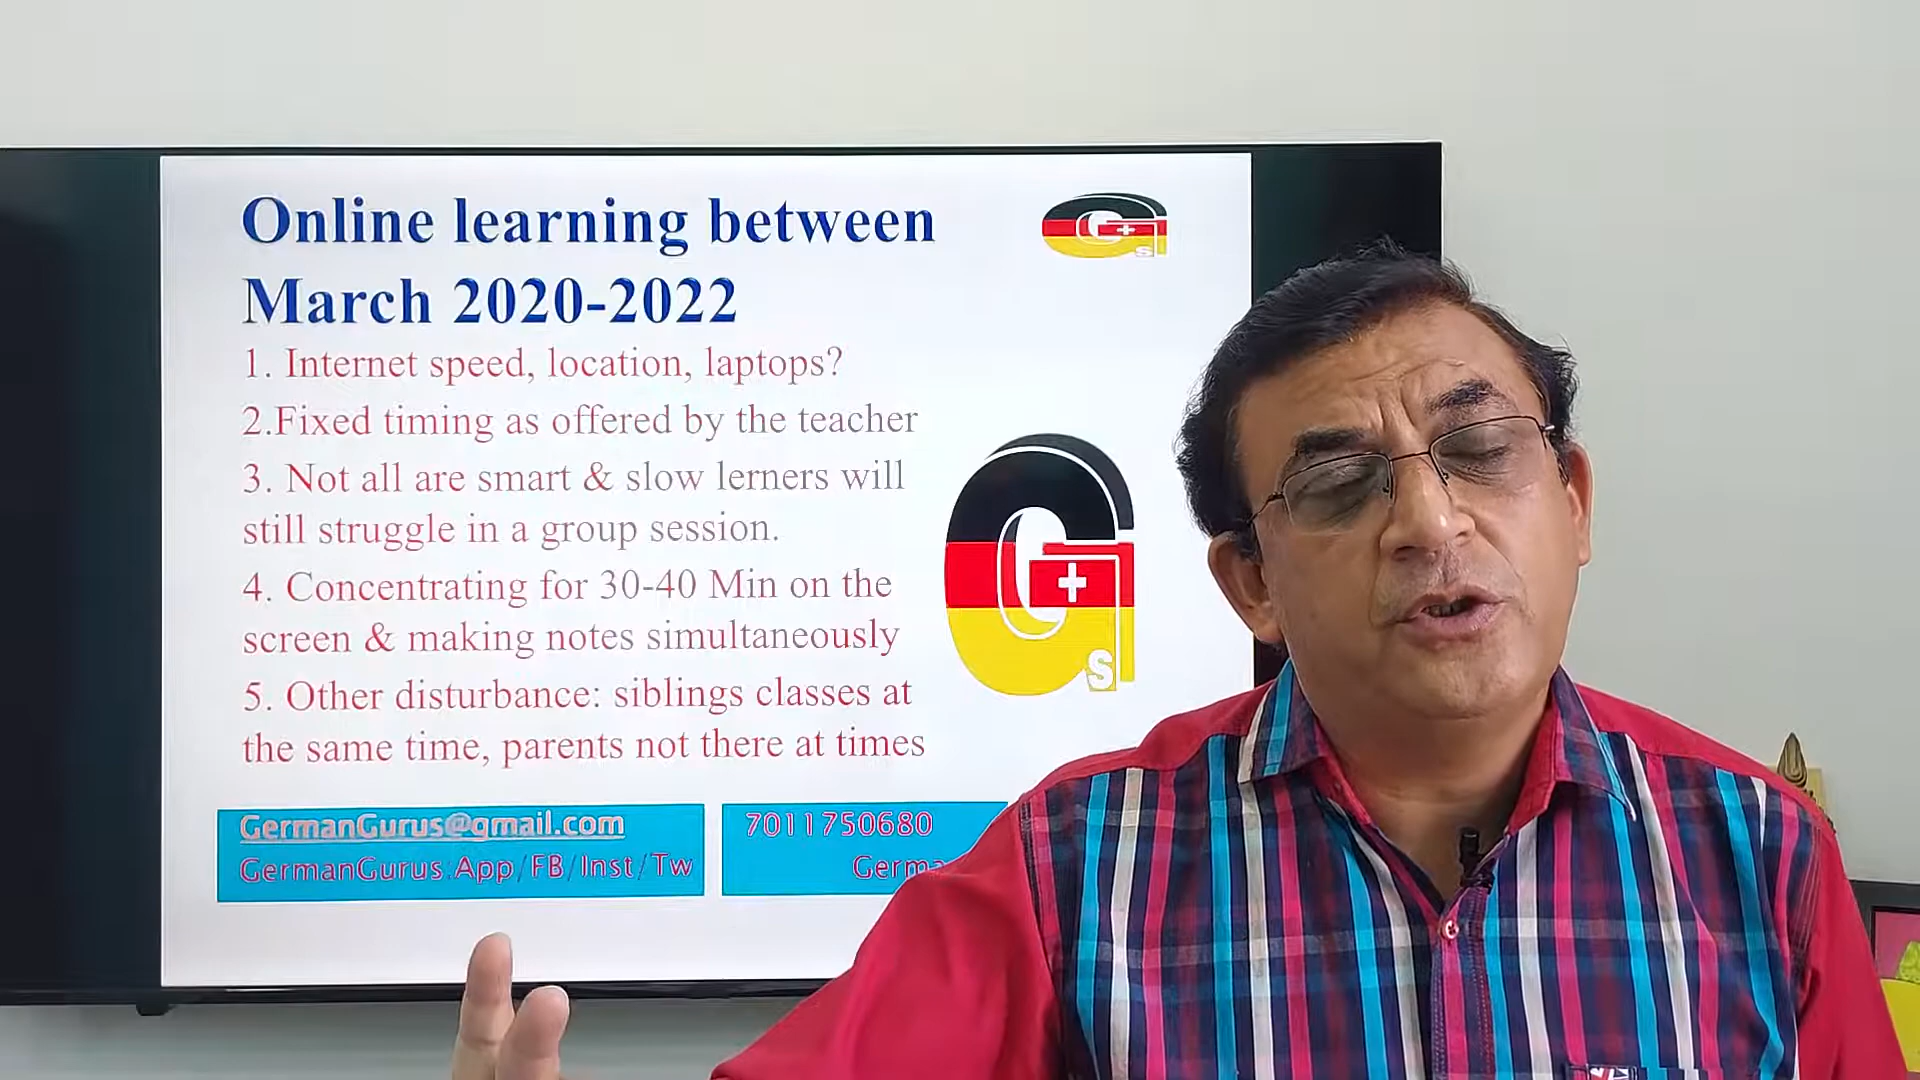 Online learning between
March 2020-2022
1. Internet speed, location, laptops?
2.Fixed timing as offered by the teacher
3. Not all are smart & slow lerners will
still struggle in a group session.
4. Concentrating for 30-40 Min on the
screen & making notes simultaneously
5. Other disturbance: siblings classes at
the same time, parents not there at times
GermanGurus@gmail.com
GermanGurus.App/FB/Inst/Tw
7011750680
G
s
G
s